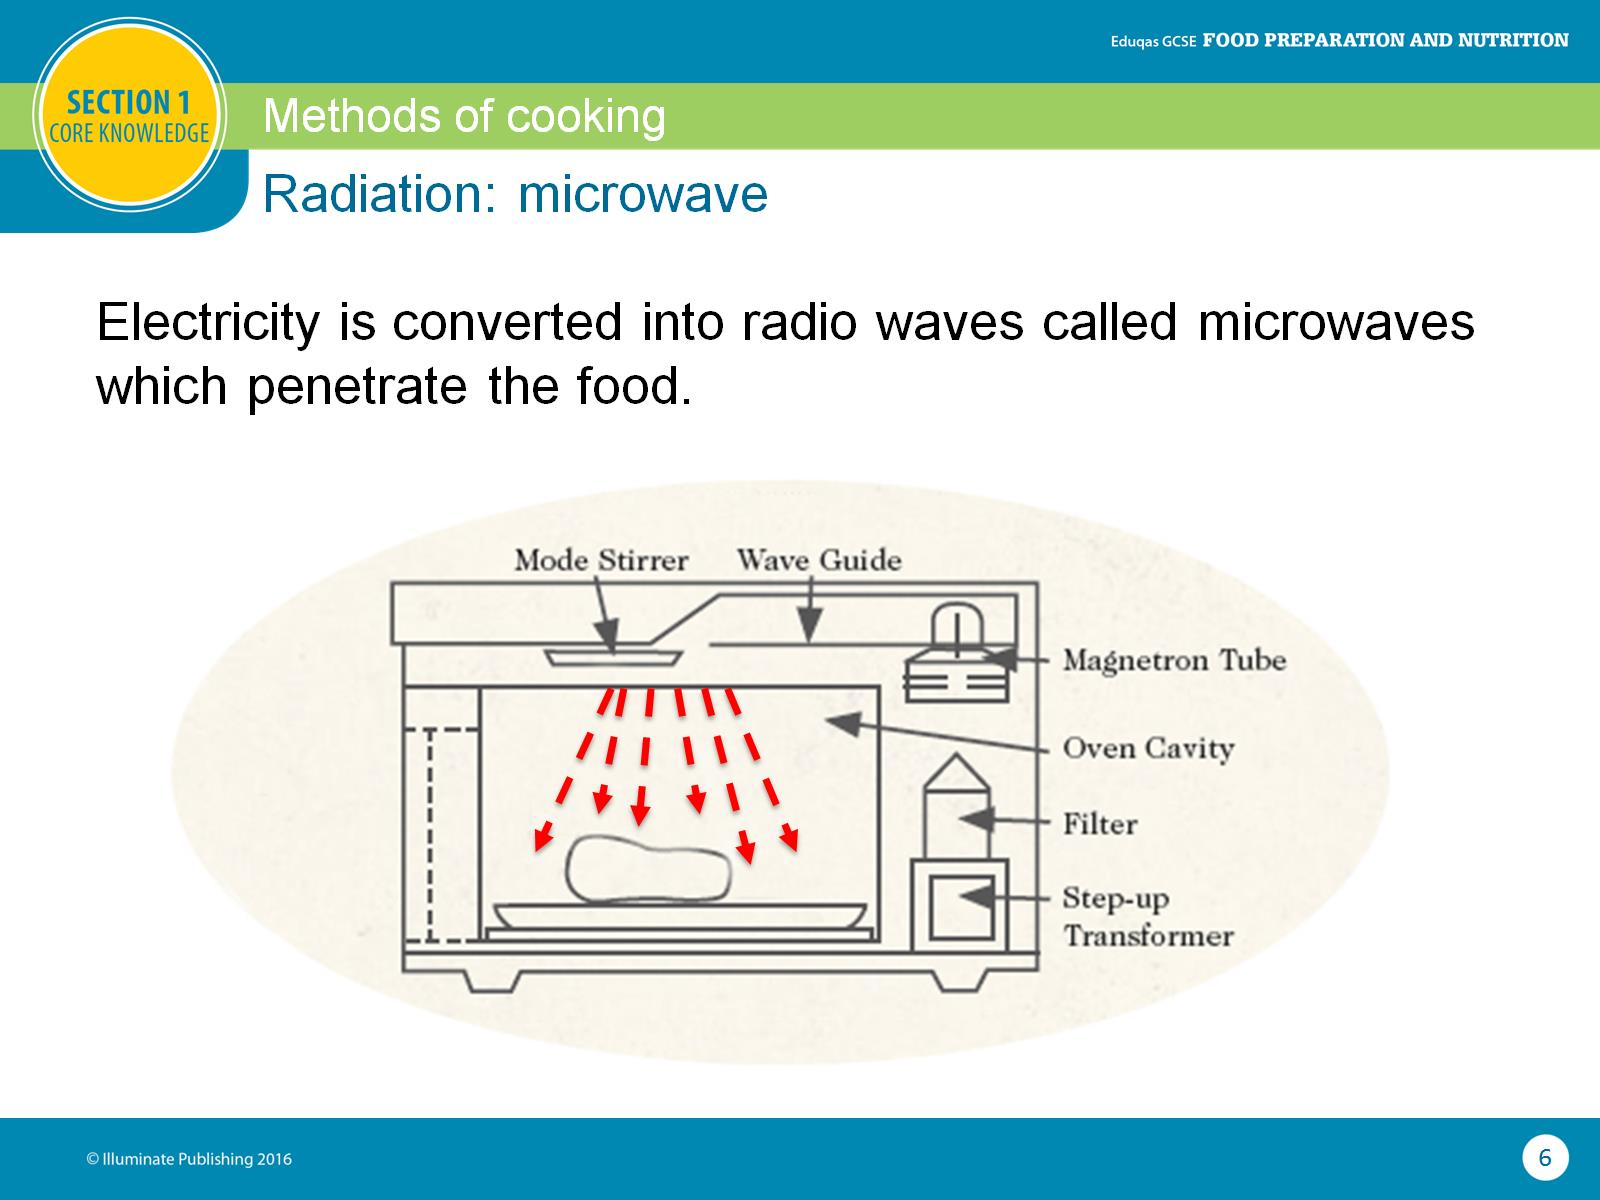 Eduqas GCSE FOOD PREPARATION AND NUTRITION
SECTION 1
CORE KNOWLEDGE
Methods of cooking
Radiation: microwave
Electricity is converted into radio waves called microwaves
which penetrate the food.
Mode Stirrer
Wave Guide
Magnetron Tube
Oven Cavity
Filter
Step-up
Transformer
© Illuminate Publishing 2016
6